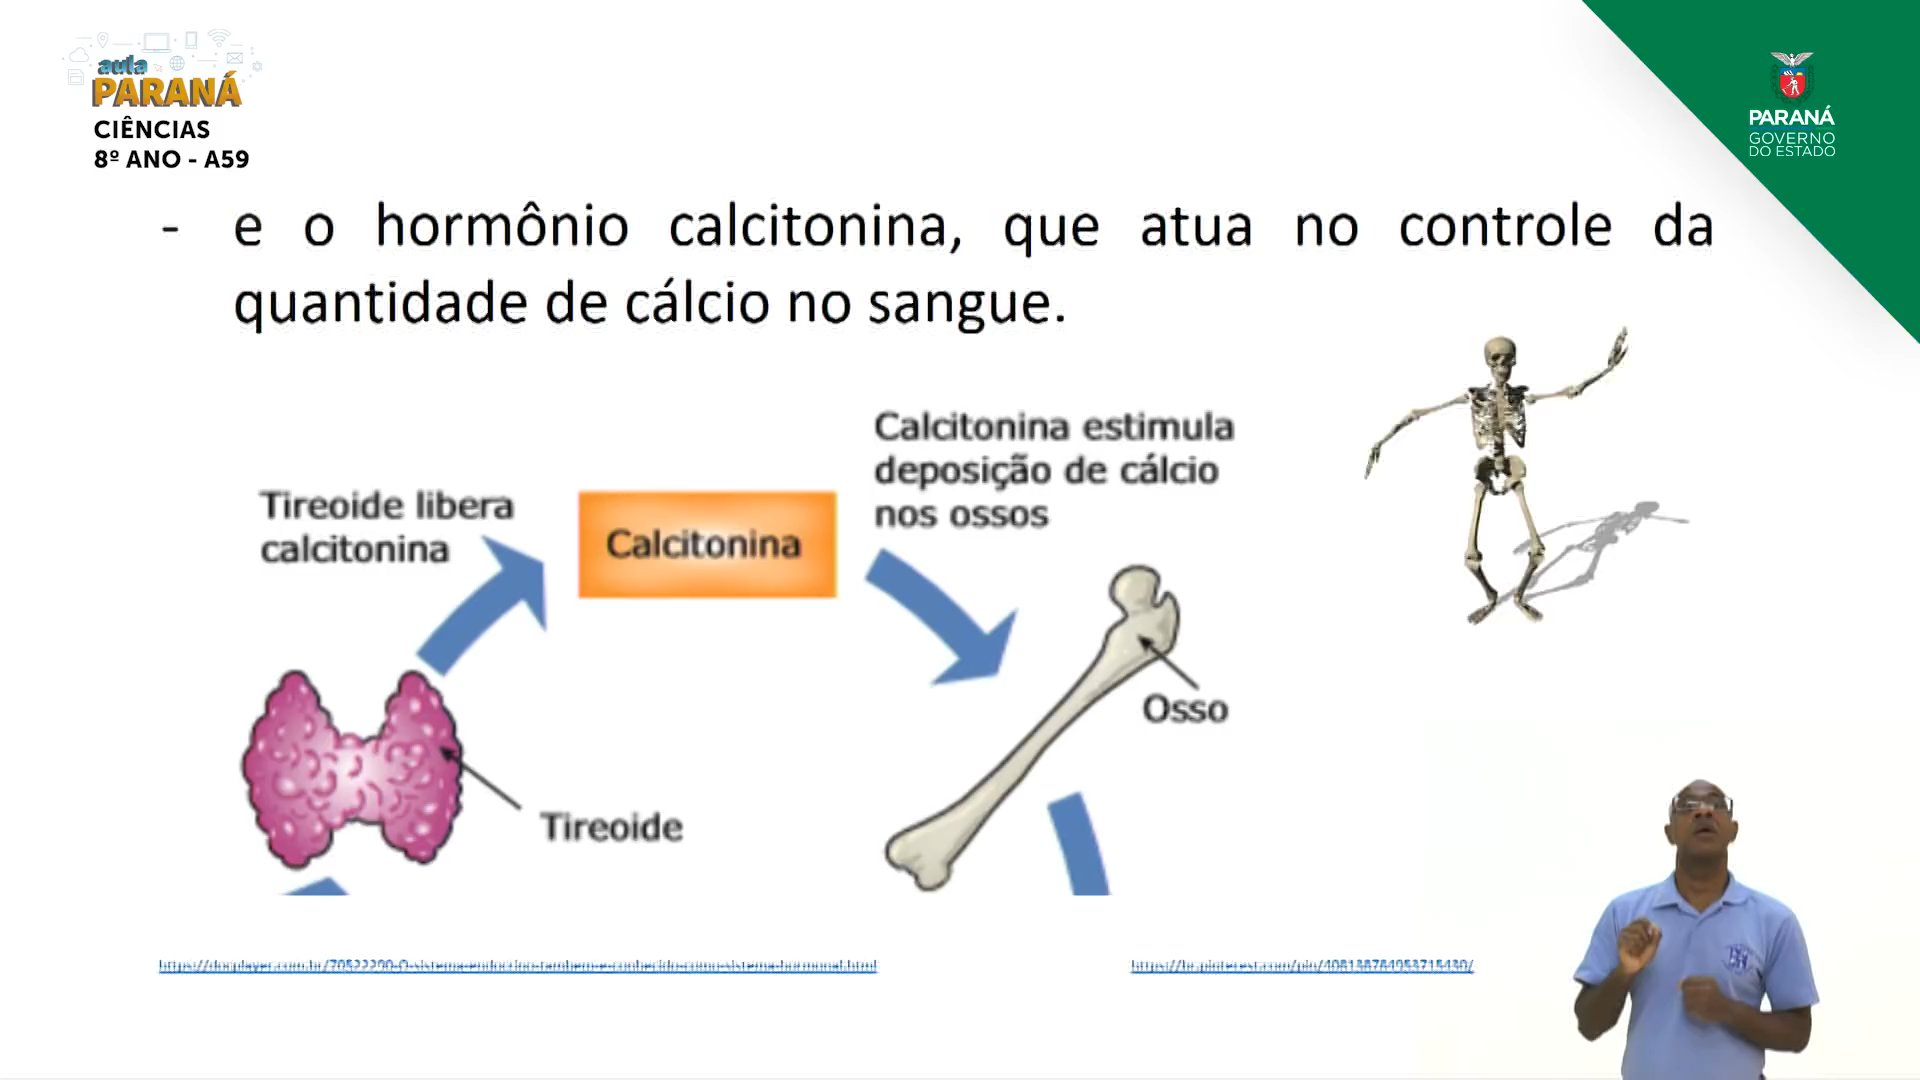 aula
PARANÁ
CIÊNCIAS
8º ANO - A59
PARANÁ
GOVERNO
DO ESTADO
- e o hormônio calcitonina, que atua no controle da
quantidade de cálcio no sangue.
Calcitonina estimula
deposição de cálcio
nos ossos
Tireoide libera
calcitonina
Calcitonina
Osso
Tireoide